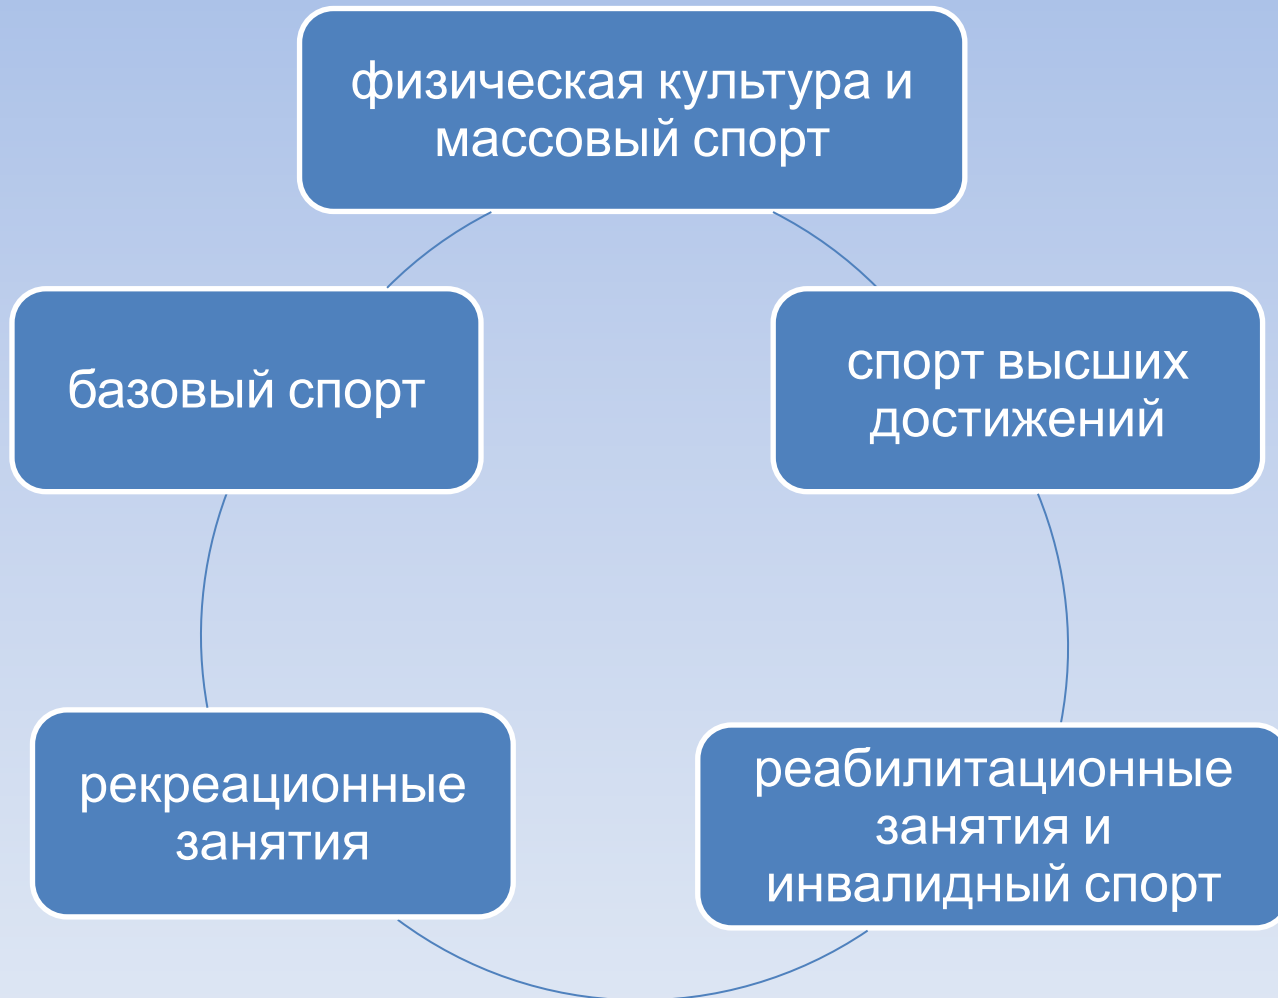 физическая культура и
массовый спорт
базовый спорт
спорт высших
достижений
рекреационные
занятия
реабилитационные
занятия и
инвалидный спорт